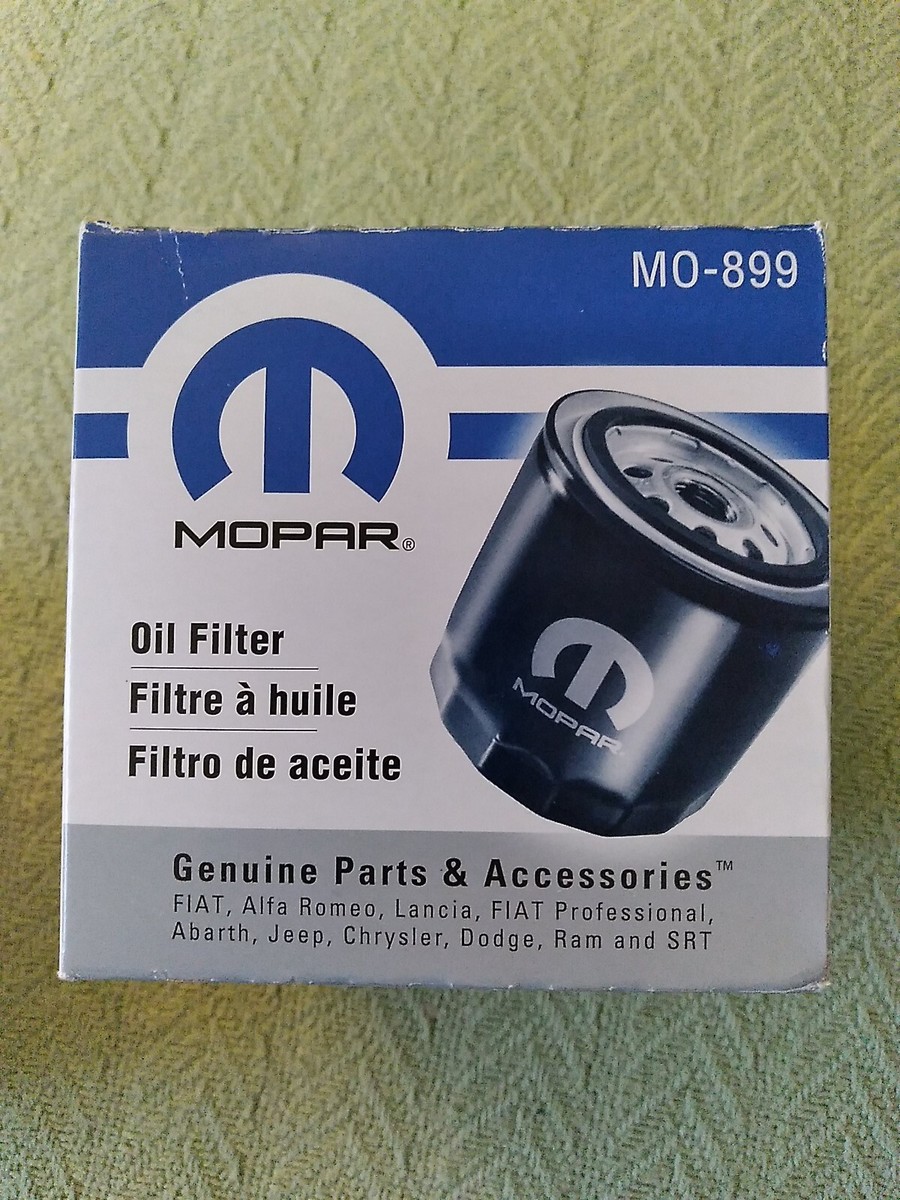 MO-899
MOPAR®
Oil Filter
Filtre à huile
Filtro de aceite
MOPAR
Genuine Parts & Accessories™
FIAT, Alfa Romeo, Lancia, FIAT Professional,
Abarth, Jeep, Chrysler, Dodge, Ram and SRT